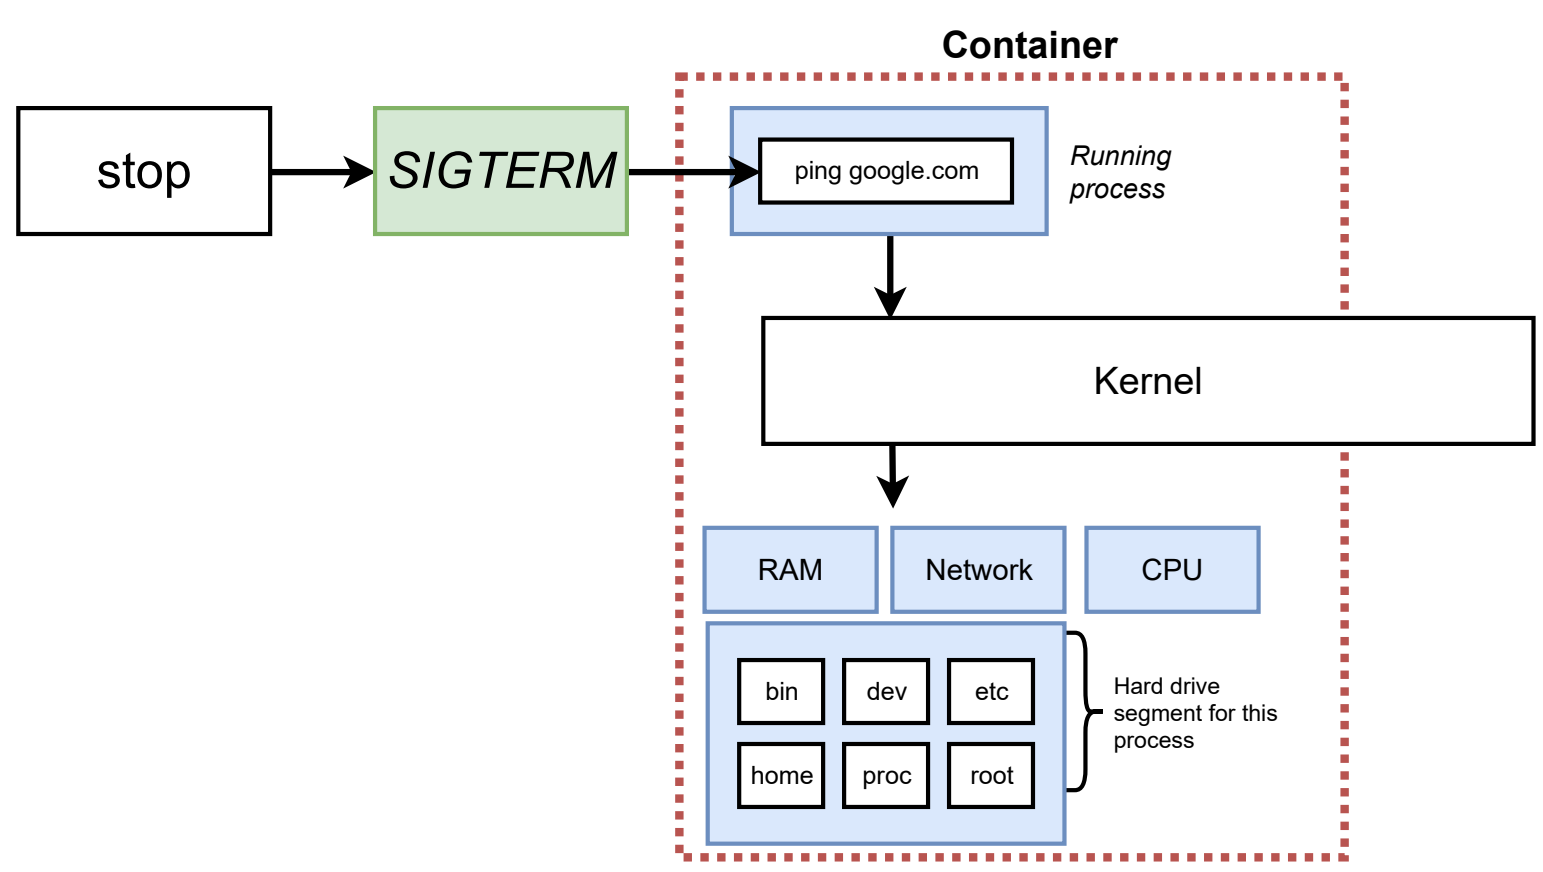 Container
stop
SIGTERM
ping google.com
Running
process
Kernel
RAM
Network
CPU
bin
dev
etc
home
proc
root
Hard drive
segment for this
process